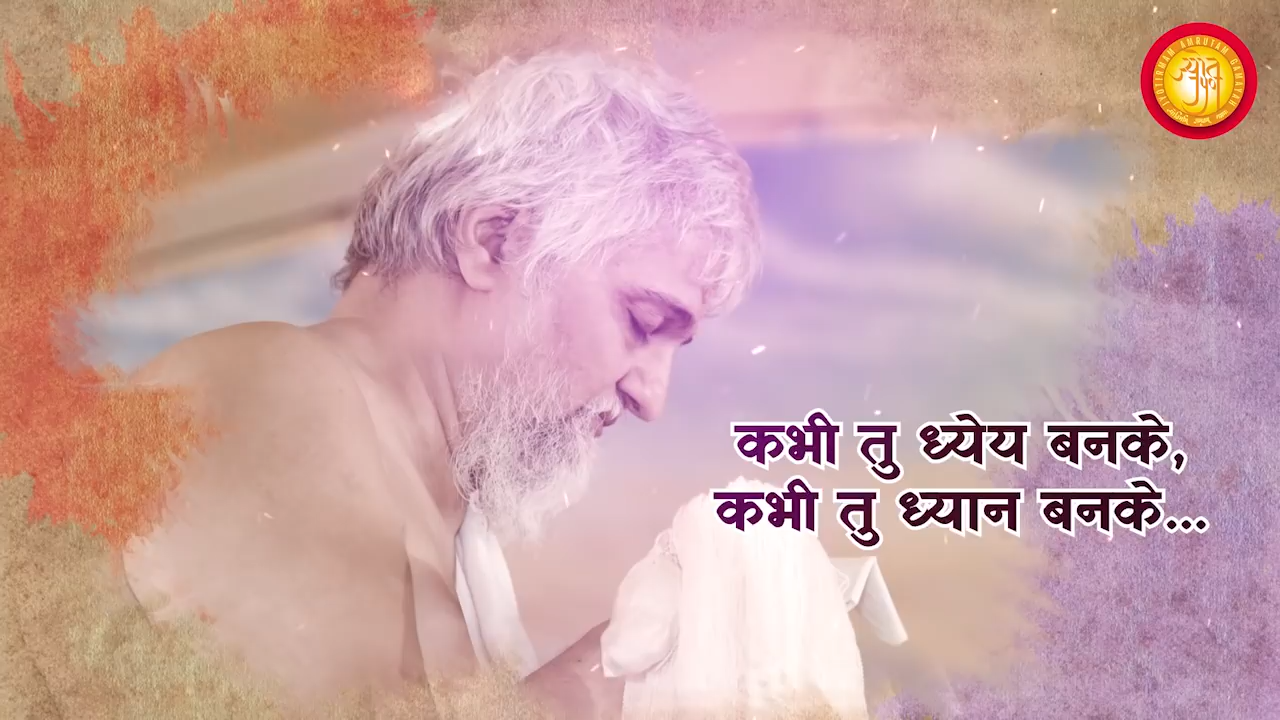 कभी तु ध्येय बनके,
कभी तु ध्यान बनके...